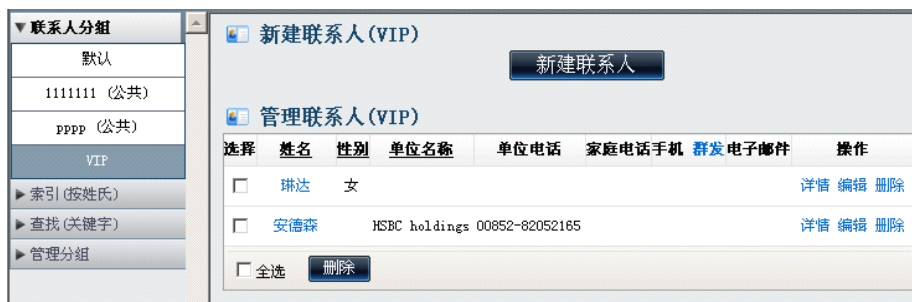 联系人分组
默认
1111111 (公共)
pppp (公共)
VIP
索引(按姓氏)
查找(关键字)
管理分组
新建联系人(VIP)
新建联系人
管理联系人(VIP)
选择 姓名 性别 单位名称 单位电话 家庭电话 手机 群发 电子邮件 操作
琳达 女 详情 编辑 删除
安德森 HSBC holdings 00852-82052165 详情 编辑 删除
全选 删除